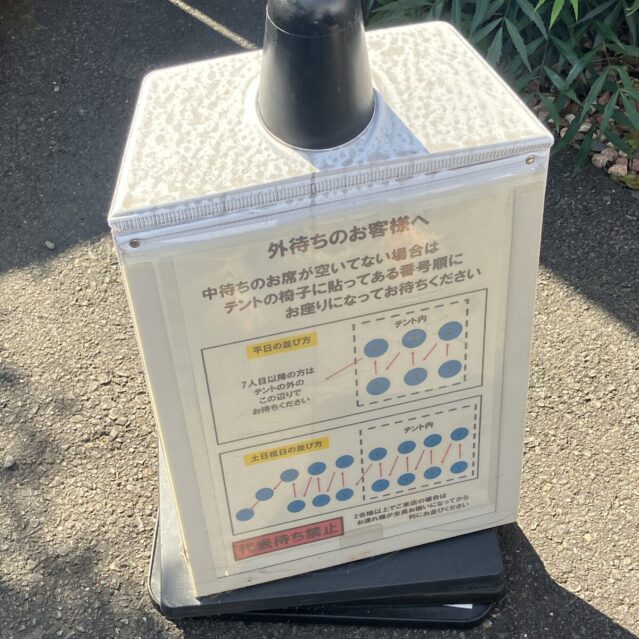 外待ちのお客様へ
中待ちのお席が空いてない場合は
テントの椅子に貼ってある番号順に
お座りになってお待ちください
平日の並び方
テント内
7人目以降の方は
テントの外の
この辺りで
お待ちください
土日祝日の並び方
テント内
2名様以上でご来店の場合は
お連れ様が全員お揃いになってから
列にお並びください
代表待ち禁止